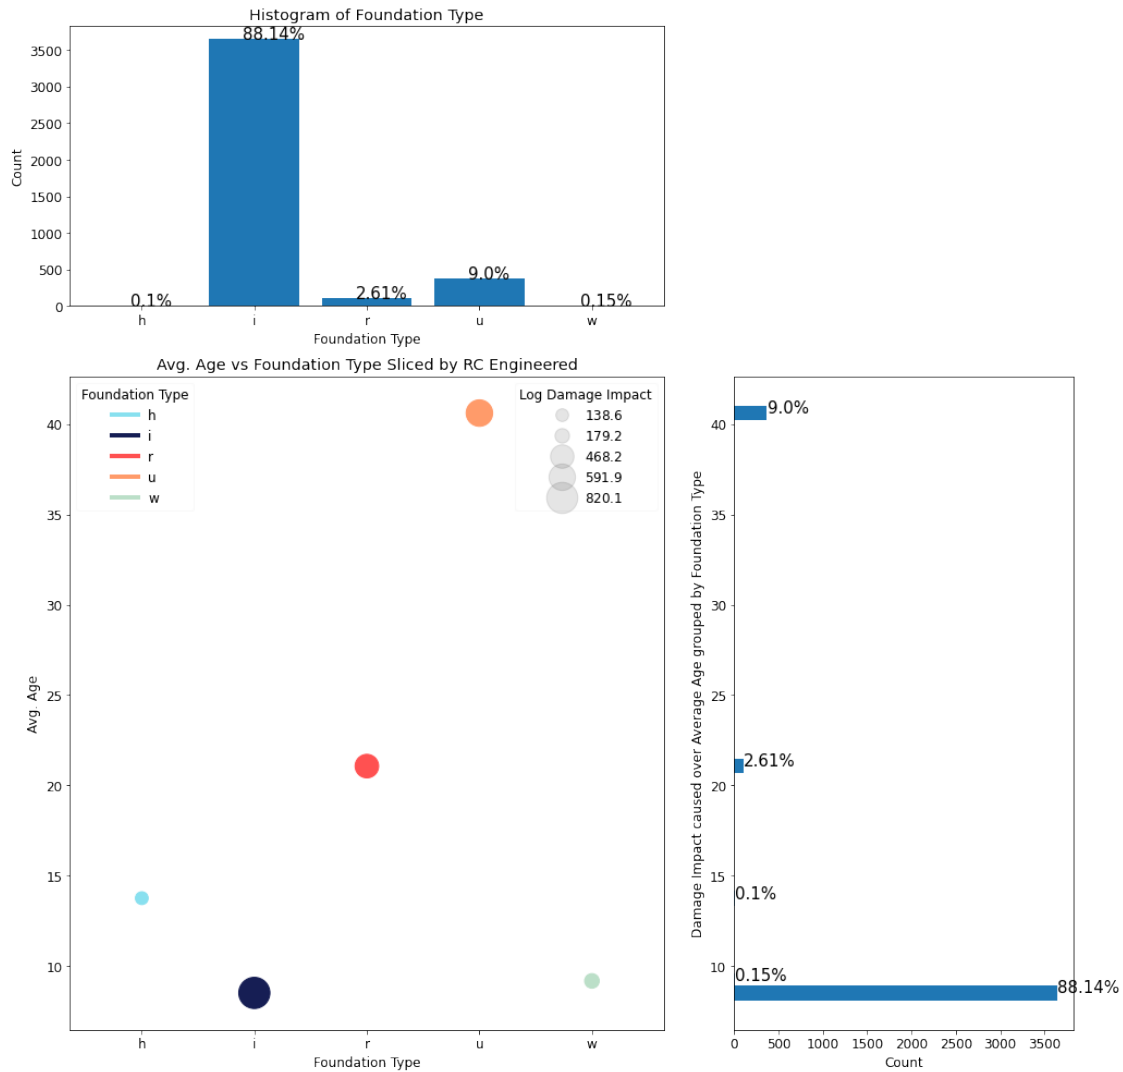 Histogram of Foundation Type
88.14%
3500
3000
2500
2000
1500
1000
500
0
Count
0.1%
2.61%
9.0%
0.15%
h i r u w
Foundation Type
Avg. Age vs Foundation Type Sliced by RC Engineered
Foundation Type
h
i
r
u
w
Log Damage Impact
138.6
179.2
468.2
591.9
820.1
40
35
30
25
20
15
10
Avg. Age
h i r u w
Foundation Type
Damage Impact caused over Average Age grouped by Foundation Type
40
35
30
25
20
15
10
9.0%
2.61%
0.1%
0.15%
88.14%
0 500 1000 1500 2000 2500 3000 3500
Count